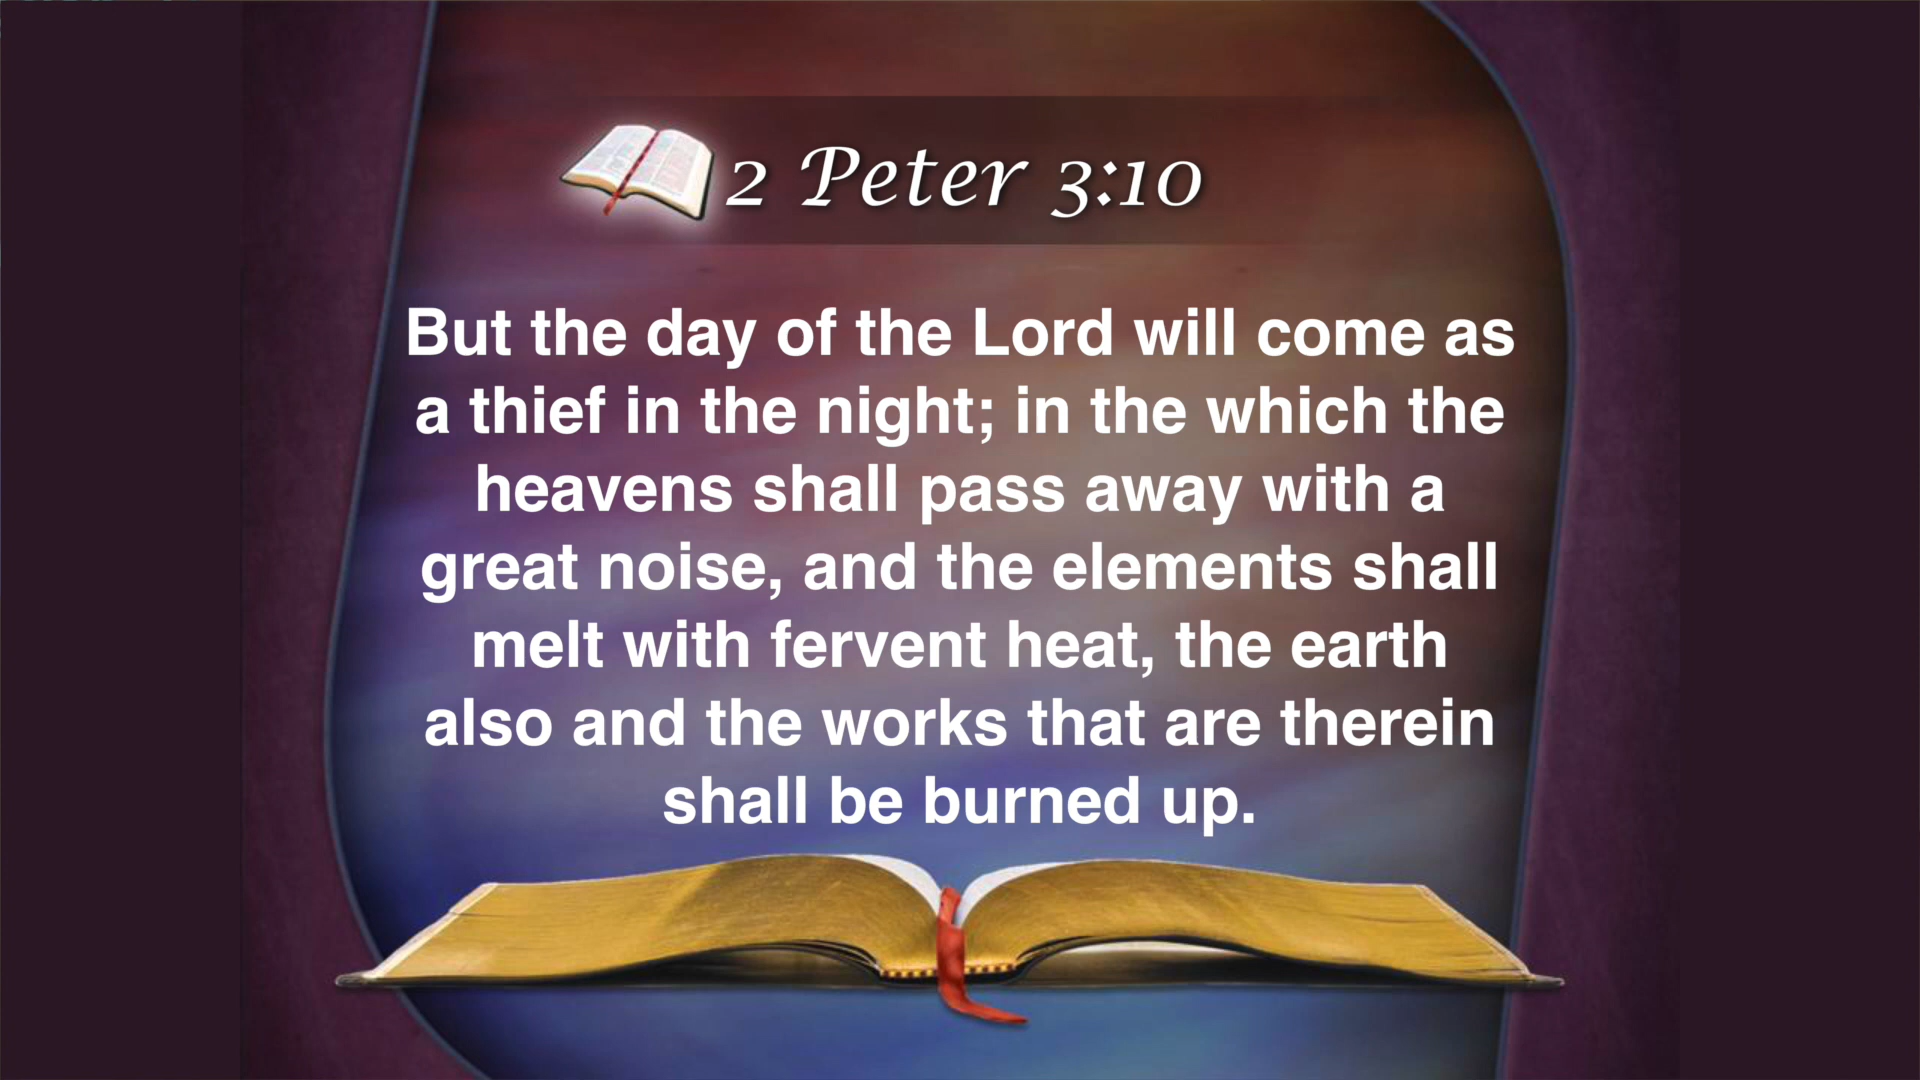 2 Peter 3:10
But the day of the Lord will come as
a thief in the night; in the which the
heavens shall pass away with a
great noise, and the elements shall
melt with fervent heat, the earth
also and the works that are therein
shall be burned up.